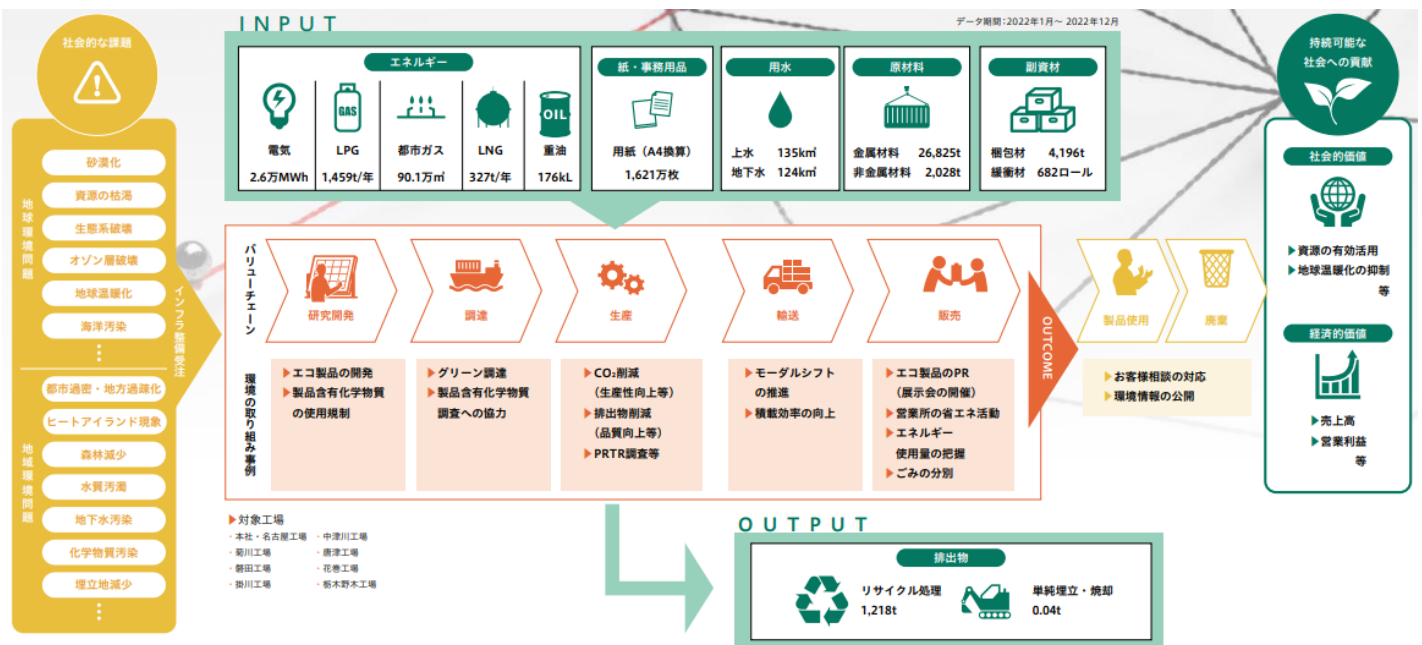 社会的な課題
地球環境問題
砂漠化
資源の枯渇
生態系破壊
オゾン層破壊
地球温暖化
海洋汚染
⋮
地域環境問題
都市過密・地方過疎化
ヒートアイランド現象
森林減少
水質汚濁
地下水汚染
化学物質汚染
埋立地減少
⋮
インフラ整備受注
INPUT
データ期間:2022年1月〜 2022年12月
エネルギー
電気
2.6万MWh
GAS
LPG
1,459t/年
都市ガス
90.1万㎥
LNG
327t/年
OIL
重油
176kL
紙・事務用品
用紙(A4換算)
1,621万枚
用水
上水 135k㎥
地下水 124k㎥
原材料
金属材料 26,825t
非金属材料 2,028t
副資材
梱包材 4,196t
緩衝材 682ロール
バリューチェーン
研究開発
調達
生産
輸送
販売
環境の取り組み事例
▶エコ製品の開発
▶製品含有化学物質
の使用規制
▶グリーン調達
▶製品含有化学物質
調査への協力
▶CO₂削減
(生産性向上等)
▶排出物削減
(品質向上等)
▶PRTR調査等
▶モーダルシフト
の推進
▶積載効率の向上
▶エコ製品のPR
(展示会の開催)
▶営業所の省エネ活動
▶エネルギー
使用量の把握
▶ごみの分別
OUTCOME
製品使用
廃棄
▶お客様相談の対応
▶環境情報の公開
持続可能な
社会への貢献
社会的価値
▶資源の有効活用
▶地球温暖化の抑制
等
経済的価値
▶売上高
▶営業利益
等
▶対象工場
・本社・名古屋工場 ・中津川工場
・菊川工場 ・唐津工場
・磐田工場 ・花巻工場
・掛川工場 ・栃木野木工場
OUTPUT
排出物
リサイクル処理
1,218t
単純埋立・焼却
0.04t